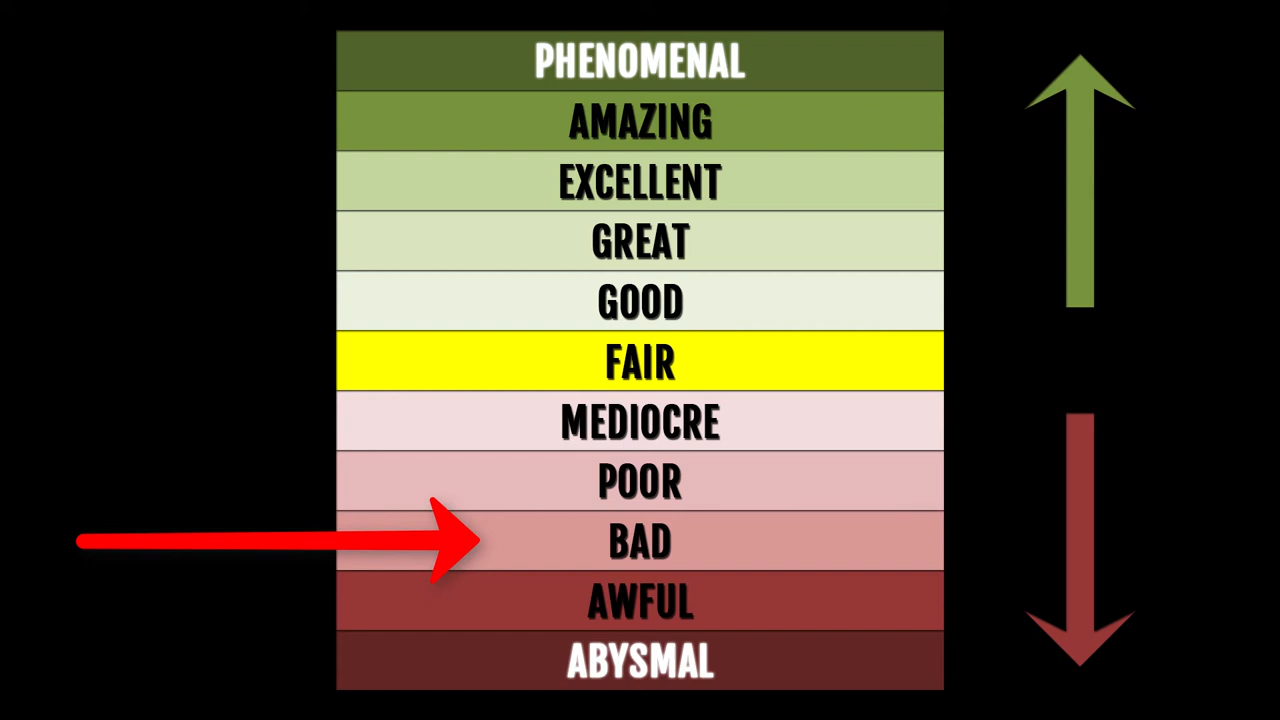 PHENOMENAL
AMAZING
EXCELLENT
GREAT
GOOD
FAIR
MEDIOCRE
POOR
BAD
AWFUL
ABYSMAL